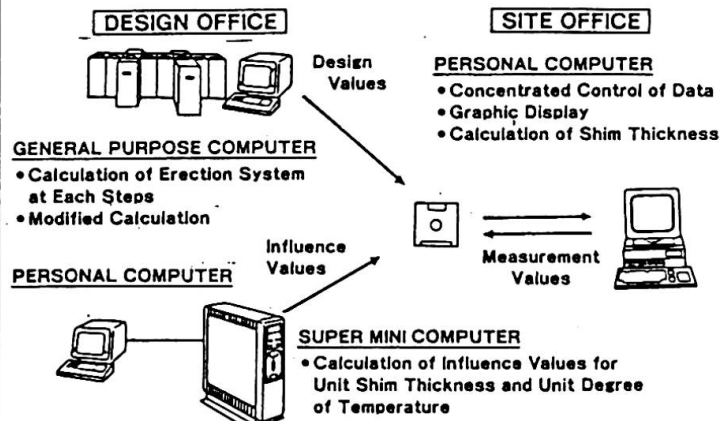 DESIGN OFFICE
Design
Values
GENERAL PURPOSE COMPUTER
• Calculation of Erection System
at Each Steps
• Modified Calculation
Influence
Values
PERSONAL COMPUTER
SUPER MINI COMPUTER
• Calculation of Influence Values for
Unit Shim Thickness and Unit Degree
of Temperature
SITE OFFICE
PERSONAL COMPUTER
• Concentrated Control of Data
• Graphic Display
• Calculation of Shim Thickness
Measurement
Values